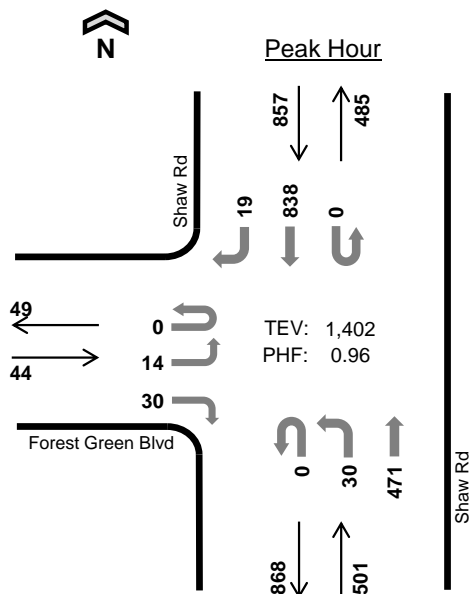 N
Peak Hour
857
485
Shaw Rd
19
838
0
49
0
TEV: 1,402
14
PHF: 0.96
44
30
Forest Green Blvd
0
30
471
Shaw Rd
868
501